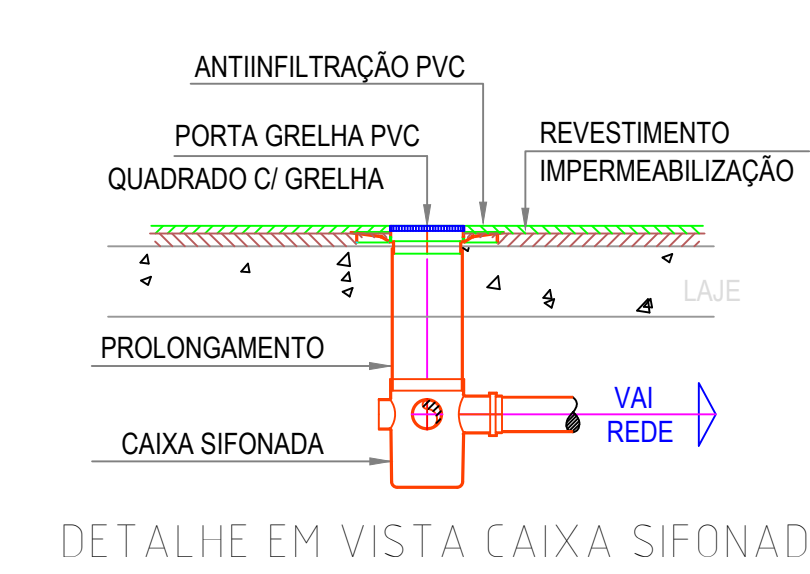 ANTIINFILTRAÇÃO PVC
PORTA GRELHA PVC
QUADRADO C/ GRELHA
REVESTIMENTO
IMPERMEABILIZAÇÃO
LAJE
PROLONGAMENTO
VAI
REDE
CAIXA SIFONADA
DETALHE EM VISTA CAIXA SIFONAD